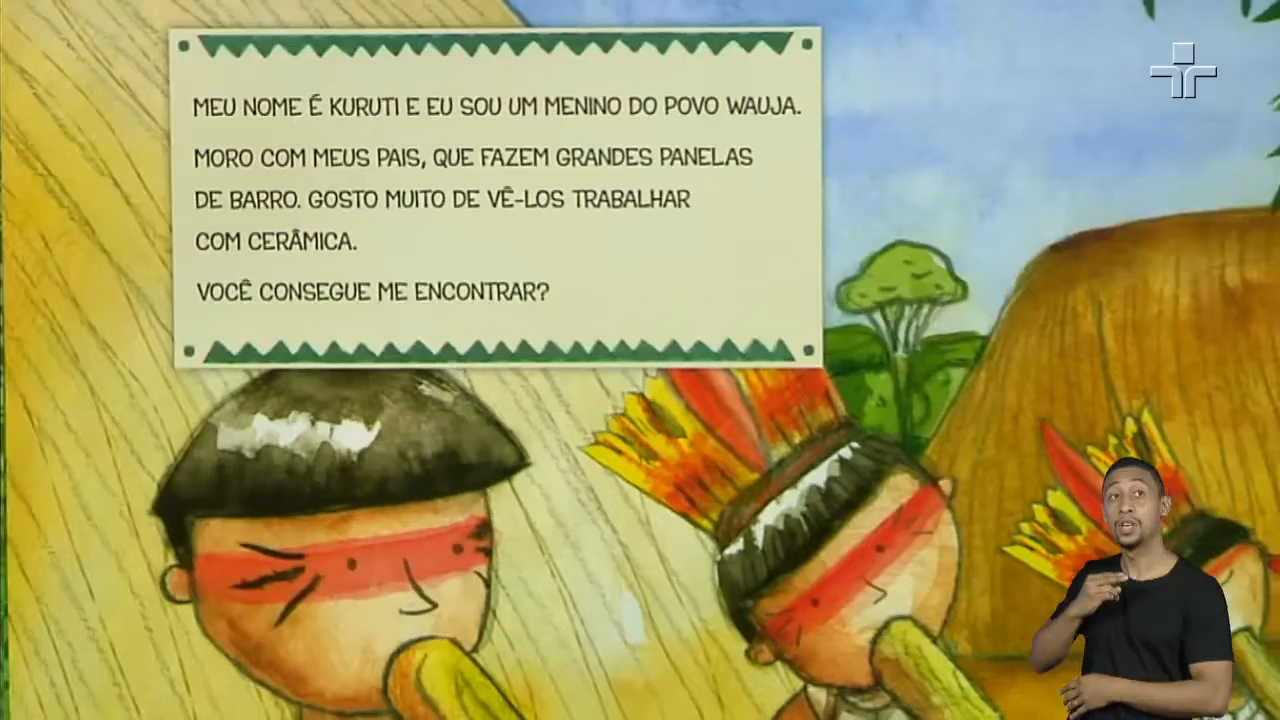 MEU NOME É KURUTI E EU SOU UM MENINO DO POVO WAUJA.
MORO COM MEUS PAIS, QUE FAZEM GRANDES PANELAS
DE BARRO. GOSTO MUITO DE VÊ-LOS TRABALHAR
COM CERÂMICA.
VOCÊ CONSEGUE ME ENCONTRAR?